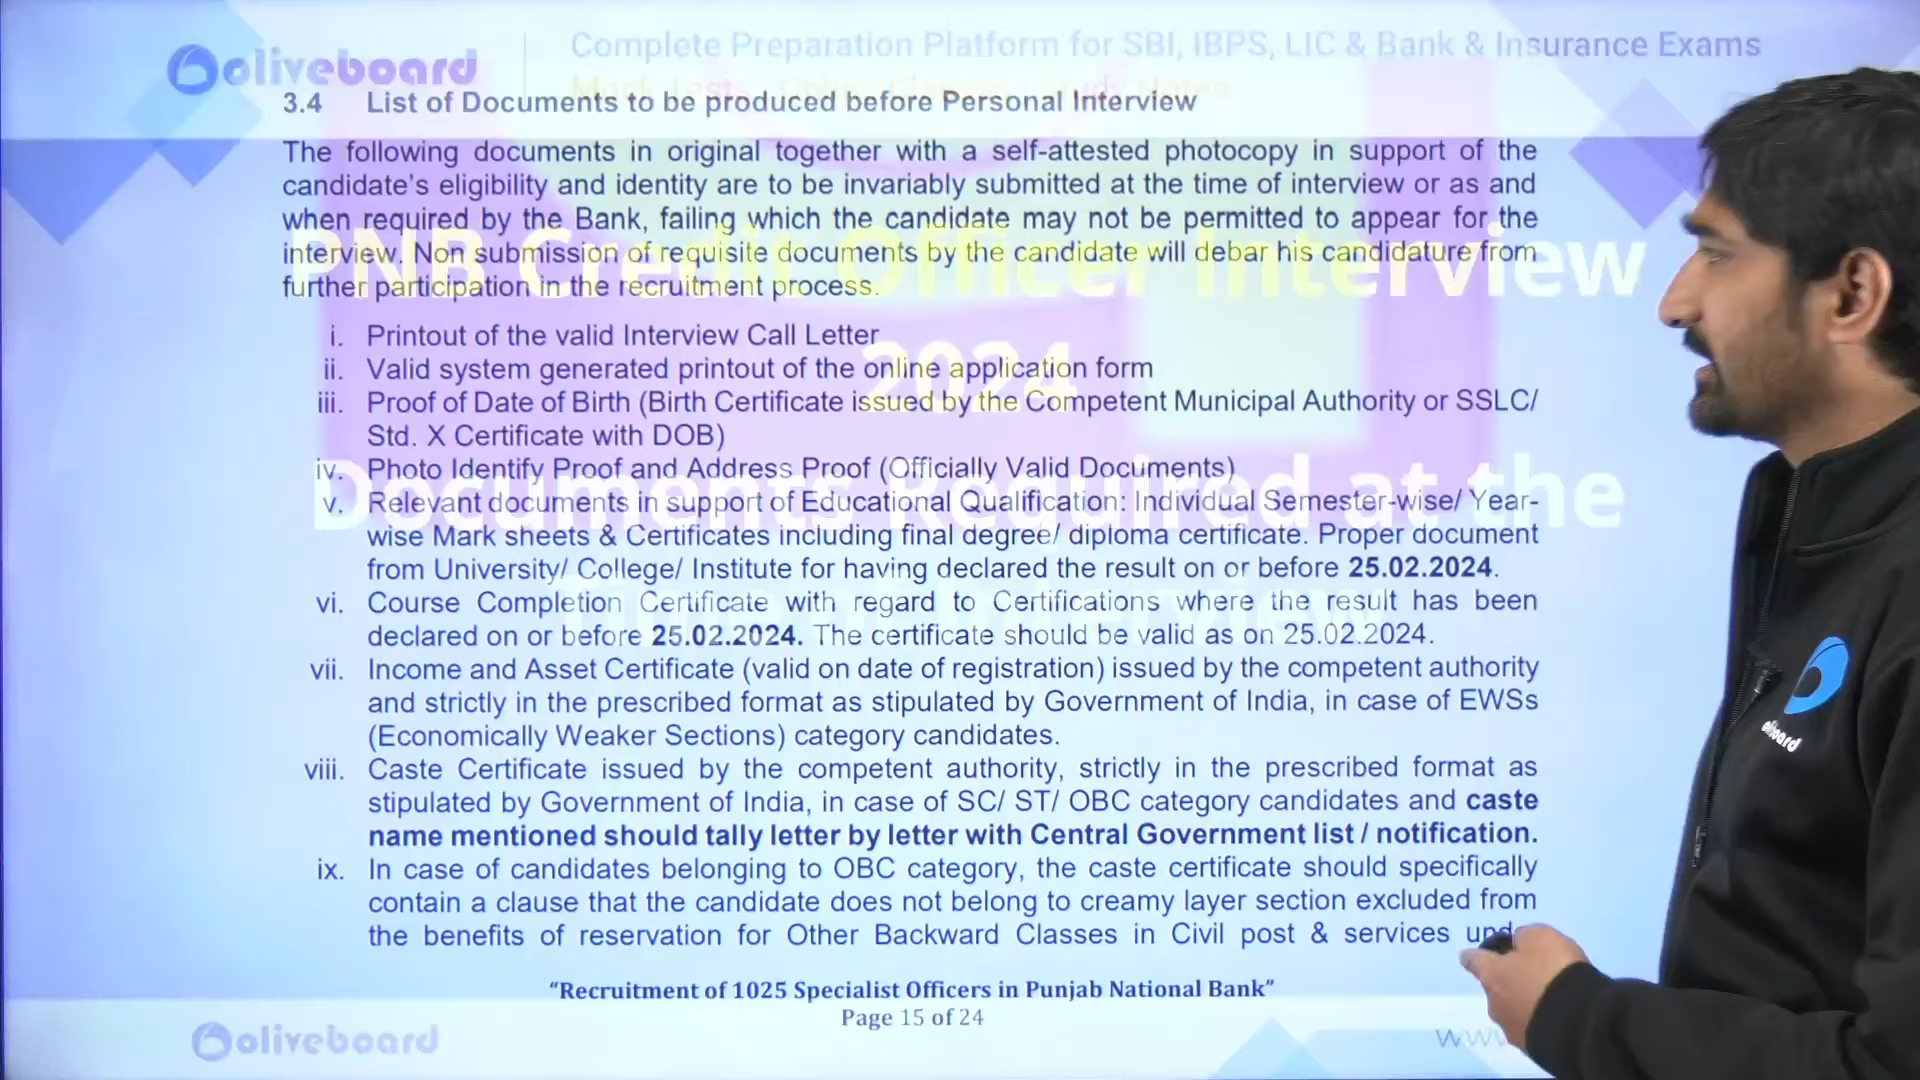 oliveboard
Complete Preparation Platform for SBI, IBPS, LIC & Bank & Insurance Exams
3.4 List of Documents to be produced before Personal Interview
The following documents in original together with a self-attested photocopy in support of the
candidate's eligibility and identity are to be invariably submitted at the time of interview or as and
when required by the Bank, failing which the candidate may not be permitted to appear for the
interview. Non submission of requisite documents by the candidate will debar his candidature from
further participation in the recruitment process.
PNB Credit Officer Interview
2024
Documents Required at the
i. Printout of the valid Interview Call Letter
ii. Valid system generated printout of the online application form
iii. Proof of Date of Birth (Birth Certificate issued by the Competent Municipal Authority or SSLC/
Std. X Certificate with DOB)
iv. Photo Identify Proof and Address Proof (Officially Valid Documents)
v. Relevant documents in support of Educational Qualification: Individual Semester-wise/ Year-
wise Mark sheets & Certificates including final degree/ diploma certificate. Proper document
from University/ College/ Institute for having declared the result on or before 25.02.2024.
vi. Course Completion Certificate with regard to Certifications where the result has been
declared on or before 25.02.2024. The certificate should be valid as on 25.02.2024.
vii. Income and Asset Certificate (valid on date of registration) issued by the competent authority
and strictly in the prescribed format as stipulated by Government of India, in case of EWSs
(Economically Weaker Sections) category candidates.
viii. Caste Certificate issued by the competent authority, strictly in the prescribed format as
stipulated by Government of India, in case of SC/ ST/ OBC category candidates and caste
name mentioned should tally letter by letter with Central Government list / notification.
ix. In case of candidates belonging to OBC category, the caste certificate should specifically
contain a clause that the candidate does not belong to creamy layer section excluded from
the benefits of reservation for Other Backward Classes in Civil post & services
"Recruitment of 1025 Specialist Officers in Punjab National Bank"
Page 15 of 24
oliveboard
oliveboard